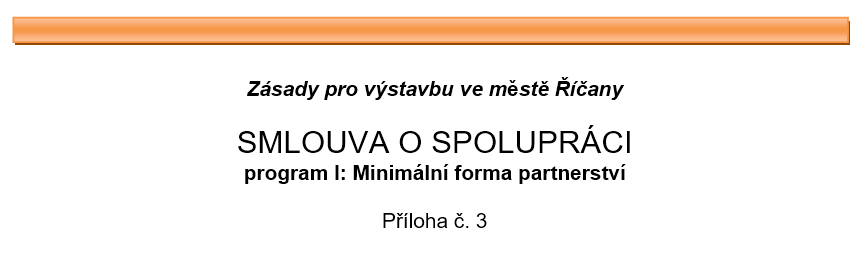 Zásady pro výstavbu ve městě Říčany
SMLOUVA O SPOLUPRÁCI
program I: Minimální forma partnerství
Příloha č. 3